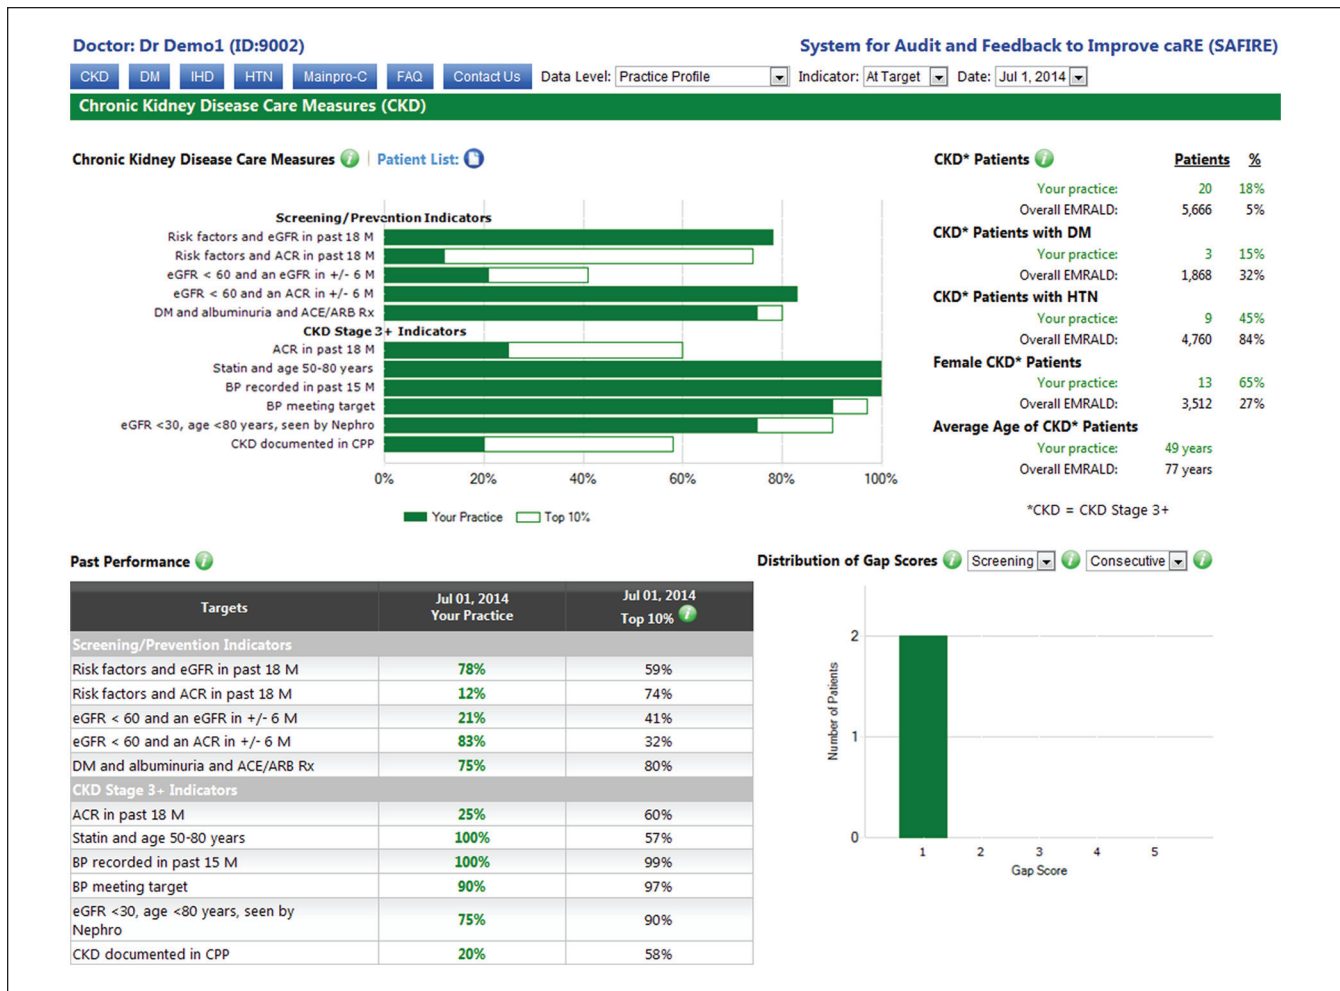 Doctor: Dr Demo1 (ID:9002)
System for Audit and Feedback to Improve caRE (SAFIRE)
CKD DM IHD HTN Mainpro-C FAQ Contact Us Data Level: Practice Profile Indicator: At Target Date: Jul 1, 2014
Chronic Kidney Disease Care Measures (CKD)
Chronic Kidney Disease Care Measures i | Patient List:
Screening/Prevention Indicators
Risk factors and eGFR in past 18 M
Risk factors and ACR in past 18 M
eGFR < 60 and an eGFR in +/- 6 M
eGFR < 60 and an ACR in +/- 6 M
DM and albuminuria and ACE/ARB Rx
CKD Stage 3+ Indicators
ACR in past 18 M
Statin and age 50-80 years
BP recorded in past 15 M
BP meeting target
eGFR <30, age <80 years, seen by Nephro
CKD documented in CPP
0% 20% 40% 60% 80% 100%
Your Practice Top 10%
CKD* Patients i Patients %
Your practice: 20 18%
Overall EMRALD: 5,666 5%
CKD* Patients with DM
Your practice: 3 15%
Overall EMRALD: 1,868 32%
CKD* Patients with HTN
Your practice: 9 45%
Overall EMRALD: 4,760 84%
Female CKD* Patients
Your practice: 13 65%
Overall EMRALD: 3,512 27%
Average Age of CKD* Patients
Your practice: 49 years
Overall EMRALD: 77 years
*CKD = CKD Stage 3+
Past Performance i
Targets Jul 01, 2014 Your Practice Jul 01, 2014 Top 10% i
Screening/Prevention Indicators
Risk factors and eGFR in past 18 M 78% 59%
Risk factors and ACR in past 18 M 12% 74%
eGFR < 60 and an eGFR in +/- 6 M 21% 41%
eGFR < 60 and an ACR in +/- 6 M 83% 32%
DM and albuminuria and ACE/ARB Rx 75% 80%
CKD Stage 3+ Indicators
ACR in past 18 M 25% 60%
Statin and age 50-80 years 100% 57%
BP recorded in past 15 M 100% 99%
BP meeting target 90% 97%
eGFR <30, age <80 years, seen by
Nephro 75% 90%
CKD documented in CPP 20% 58%
Distribution of Gap Scores i Screening i Consecutive i
Number of Patients
2
1
0
1 2 3 4 5
Gap Score